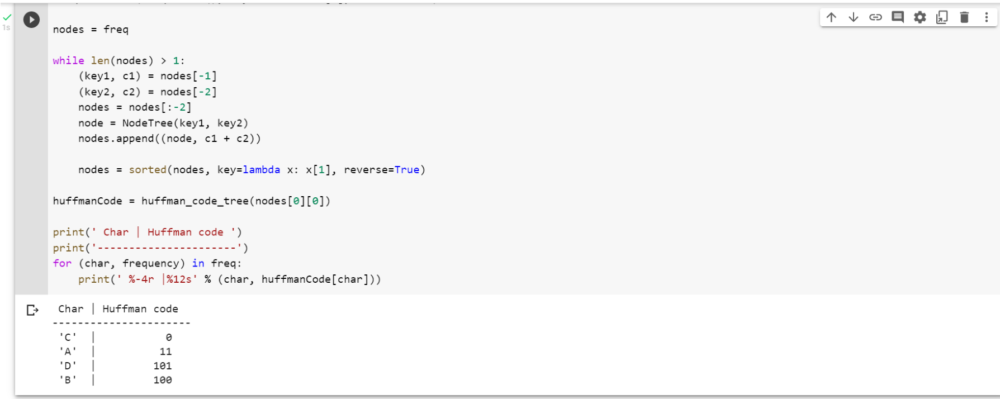 1s
nodes = freq
while len(nodes) > 1:
    (key1, c1) = nodes[-1]
    (key2, c2) = nodes[-2]
    nodes = nodes[:-2]
    node = NodeTree(key1, key2)
    nodes.append((node, c1 + c2))
    nodes = sorted(nodes, key=lambda x: x[1], reverse=True)
huffmanCode = huffman_code_tree(nodes[0][0])
print(' Char | Huffman code ')
print('----------------------')
for (char, frequency) in freq:
    print(' %-4r |%12s' % (char, huffmanCode[char]))
 Char | Huffman code
----------------------
 'C'  |           0
 'A'  |          11
 'D'  |         101
 'B'  |         100